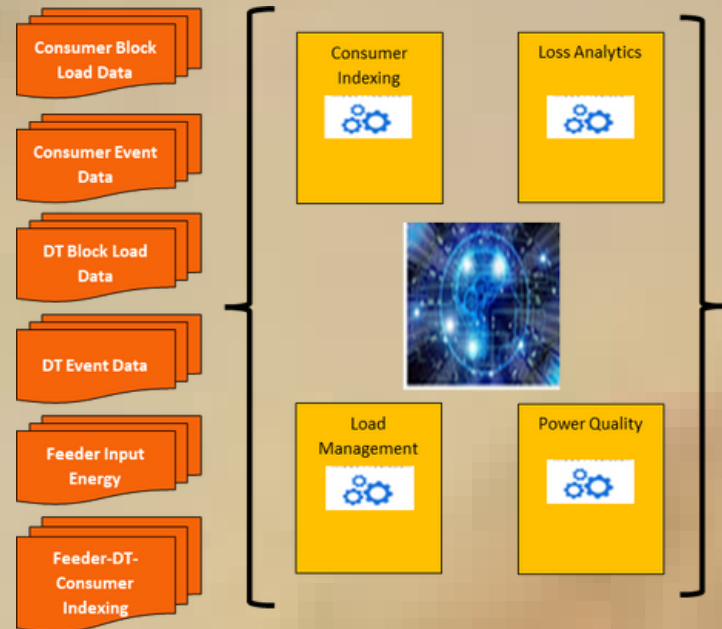 Consumer Block
Load Data
Consumer Event
Data
DT Block Load
Data
DT Event Data
Feeder Input
Energy
Feeder-DT-
Consumer
Indexing
Consumer
Indexing
Loss Analytics
Load
Management
Power Quality